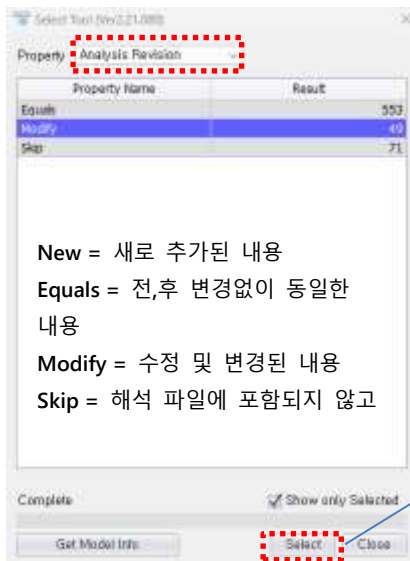 Select Tool (Ver2.21.080)
Property Analysis Revision
Property Name Result
Equals 553
Modify 49
Skip 71
New = 새로 추가된 내용
Equals = 전,후 변경없이 동일한
내용
Modify = 수정 및 변경된 내용
Skip = 해석 파일에 포함되지 않고
Complete Show only Selected
Get Model Info Select Close